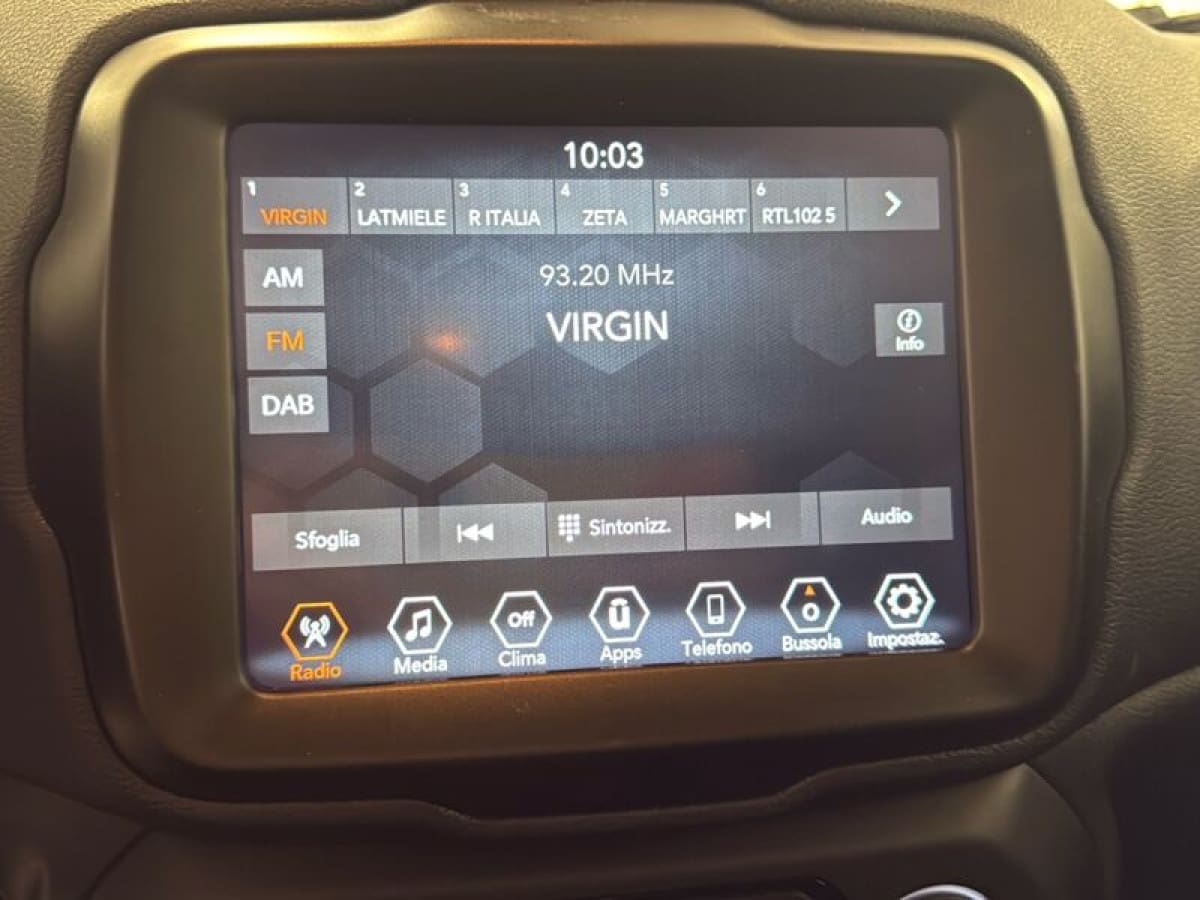 10:03
1 VIRGIN
2 LATMIELE
3 R ITALIA
4 ZETA
5 MARGHRT
6 RTL102 5
AM
93.20 MHz
FM
VIRGIN
i
Info
DAB
Sfoglia
Sintonizz.
Audio
Off
ū
o
Radio
Media
Clima
Apps
Telefono
Bussola
Impostaz.